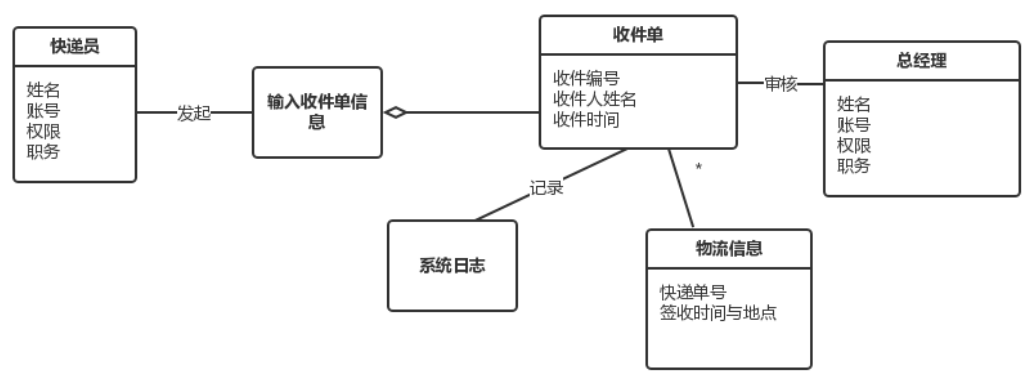 快递员
姓名
账号
权限
职务
发起
输入收件单信
息
收件单
收件编号
收件人姓名
收件时间
审核
总经理
姓名
账号
权限
职务
记录
*
系统日志
物流信息
快递单号
签收时间与地点